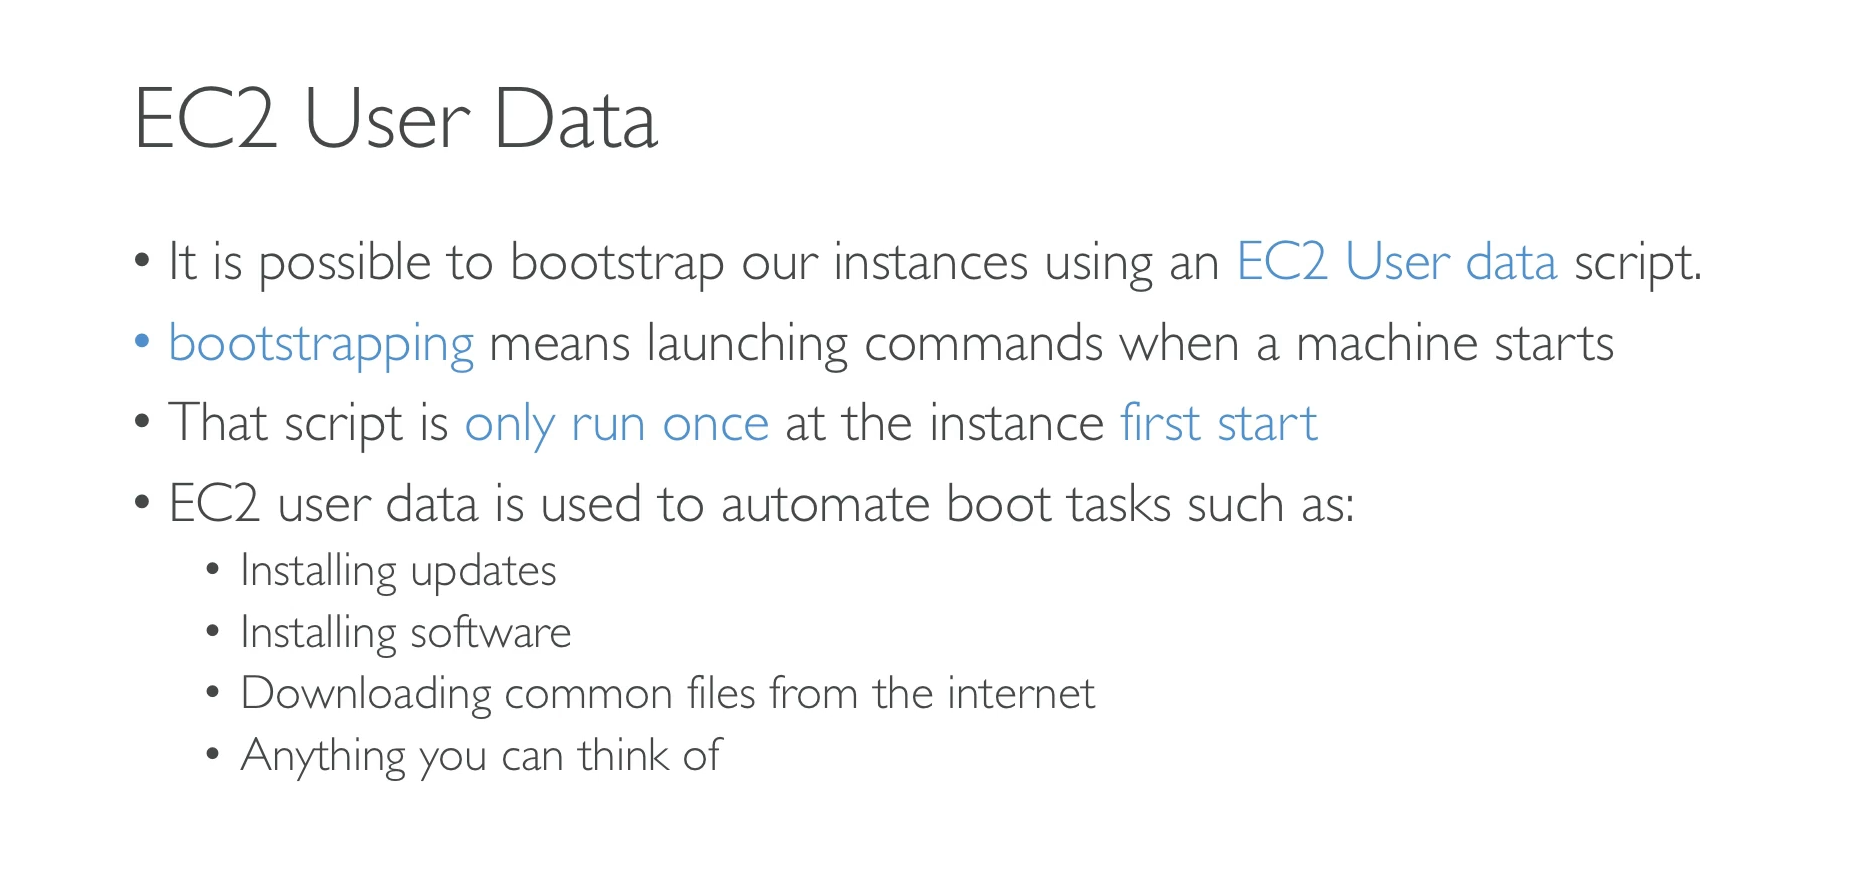 EC2 User Data
• It is possible to bootstrap our instances using an EC2 User data script.
• bootstrapping means launching commands when a machine starts
• That script is only run once at the instance first start
• EC2 user data is used to automate boot tasks such as:
• Installing updates
• Installing software
• Downloading common files from the internet
• Anything you can think of